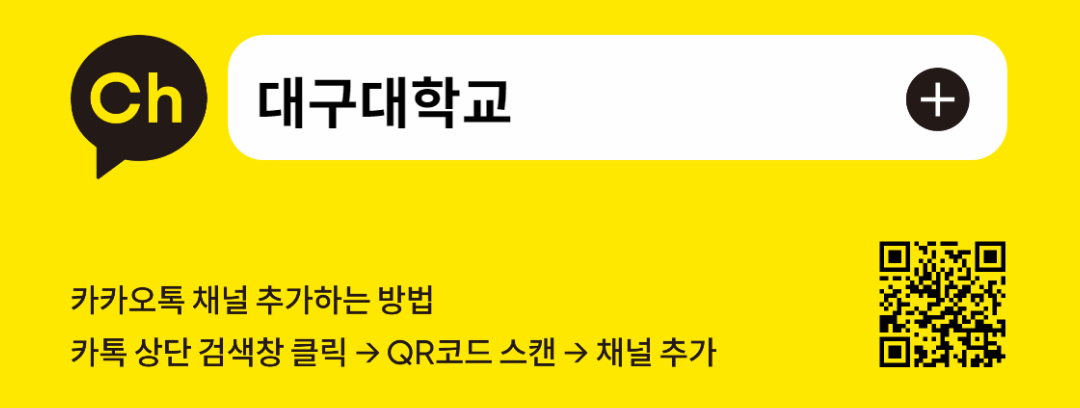 Ch
대구대학교
카카오톡 채널 추가하는 방법
카톡 상단 검색창 클릭 → QR코드 스캔 → 채널 추가